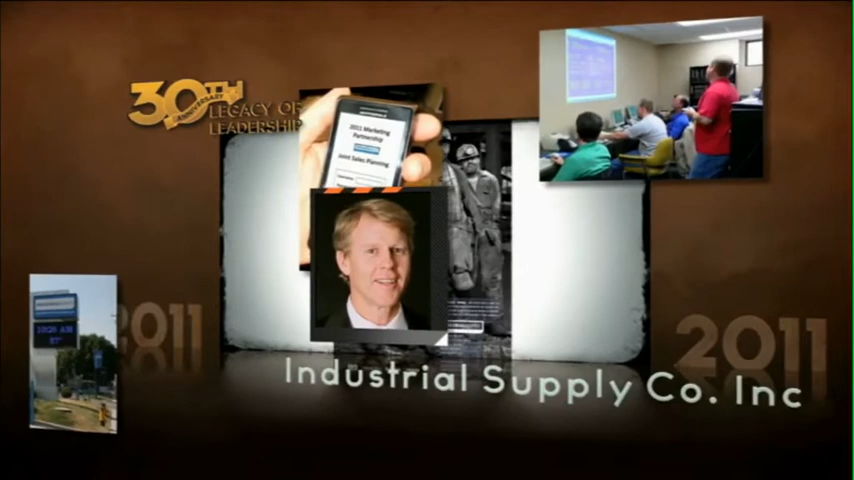 30TH
ANNIVERSARY
LEGACY OF
LEADERSHIP
2011 Marketing
Partnership
Joint Sales Planning
10:26 AM
87°
2011
2011
Industrial Supply Co. Inc